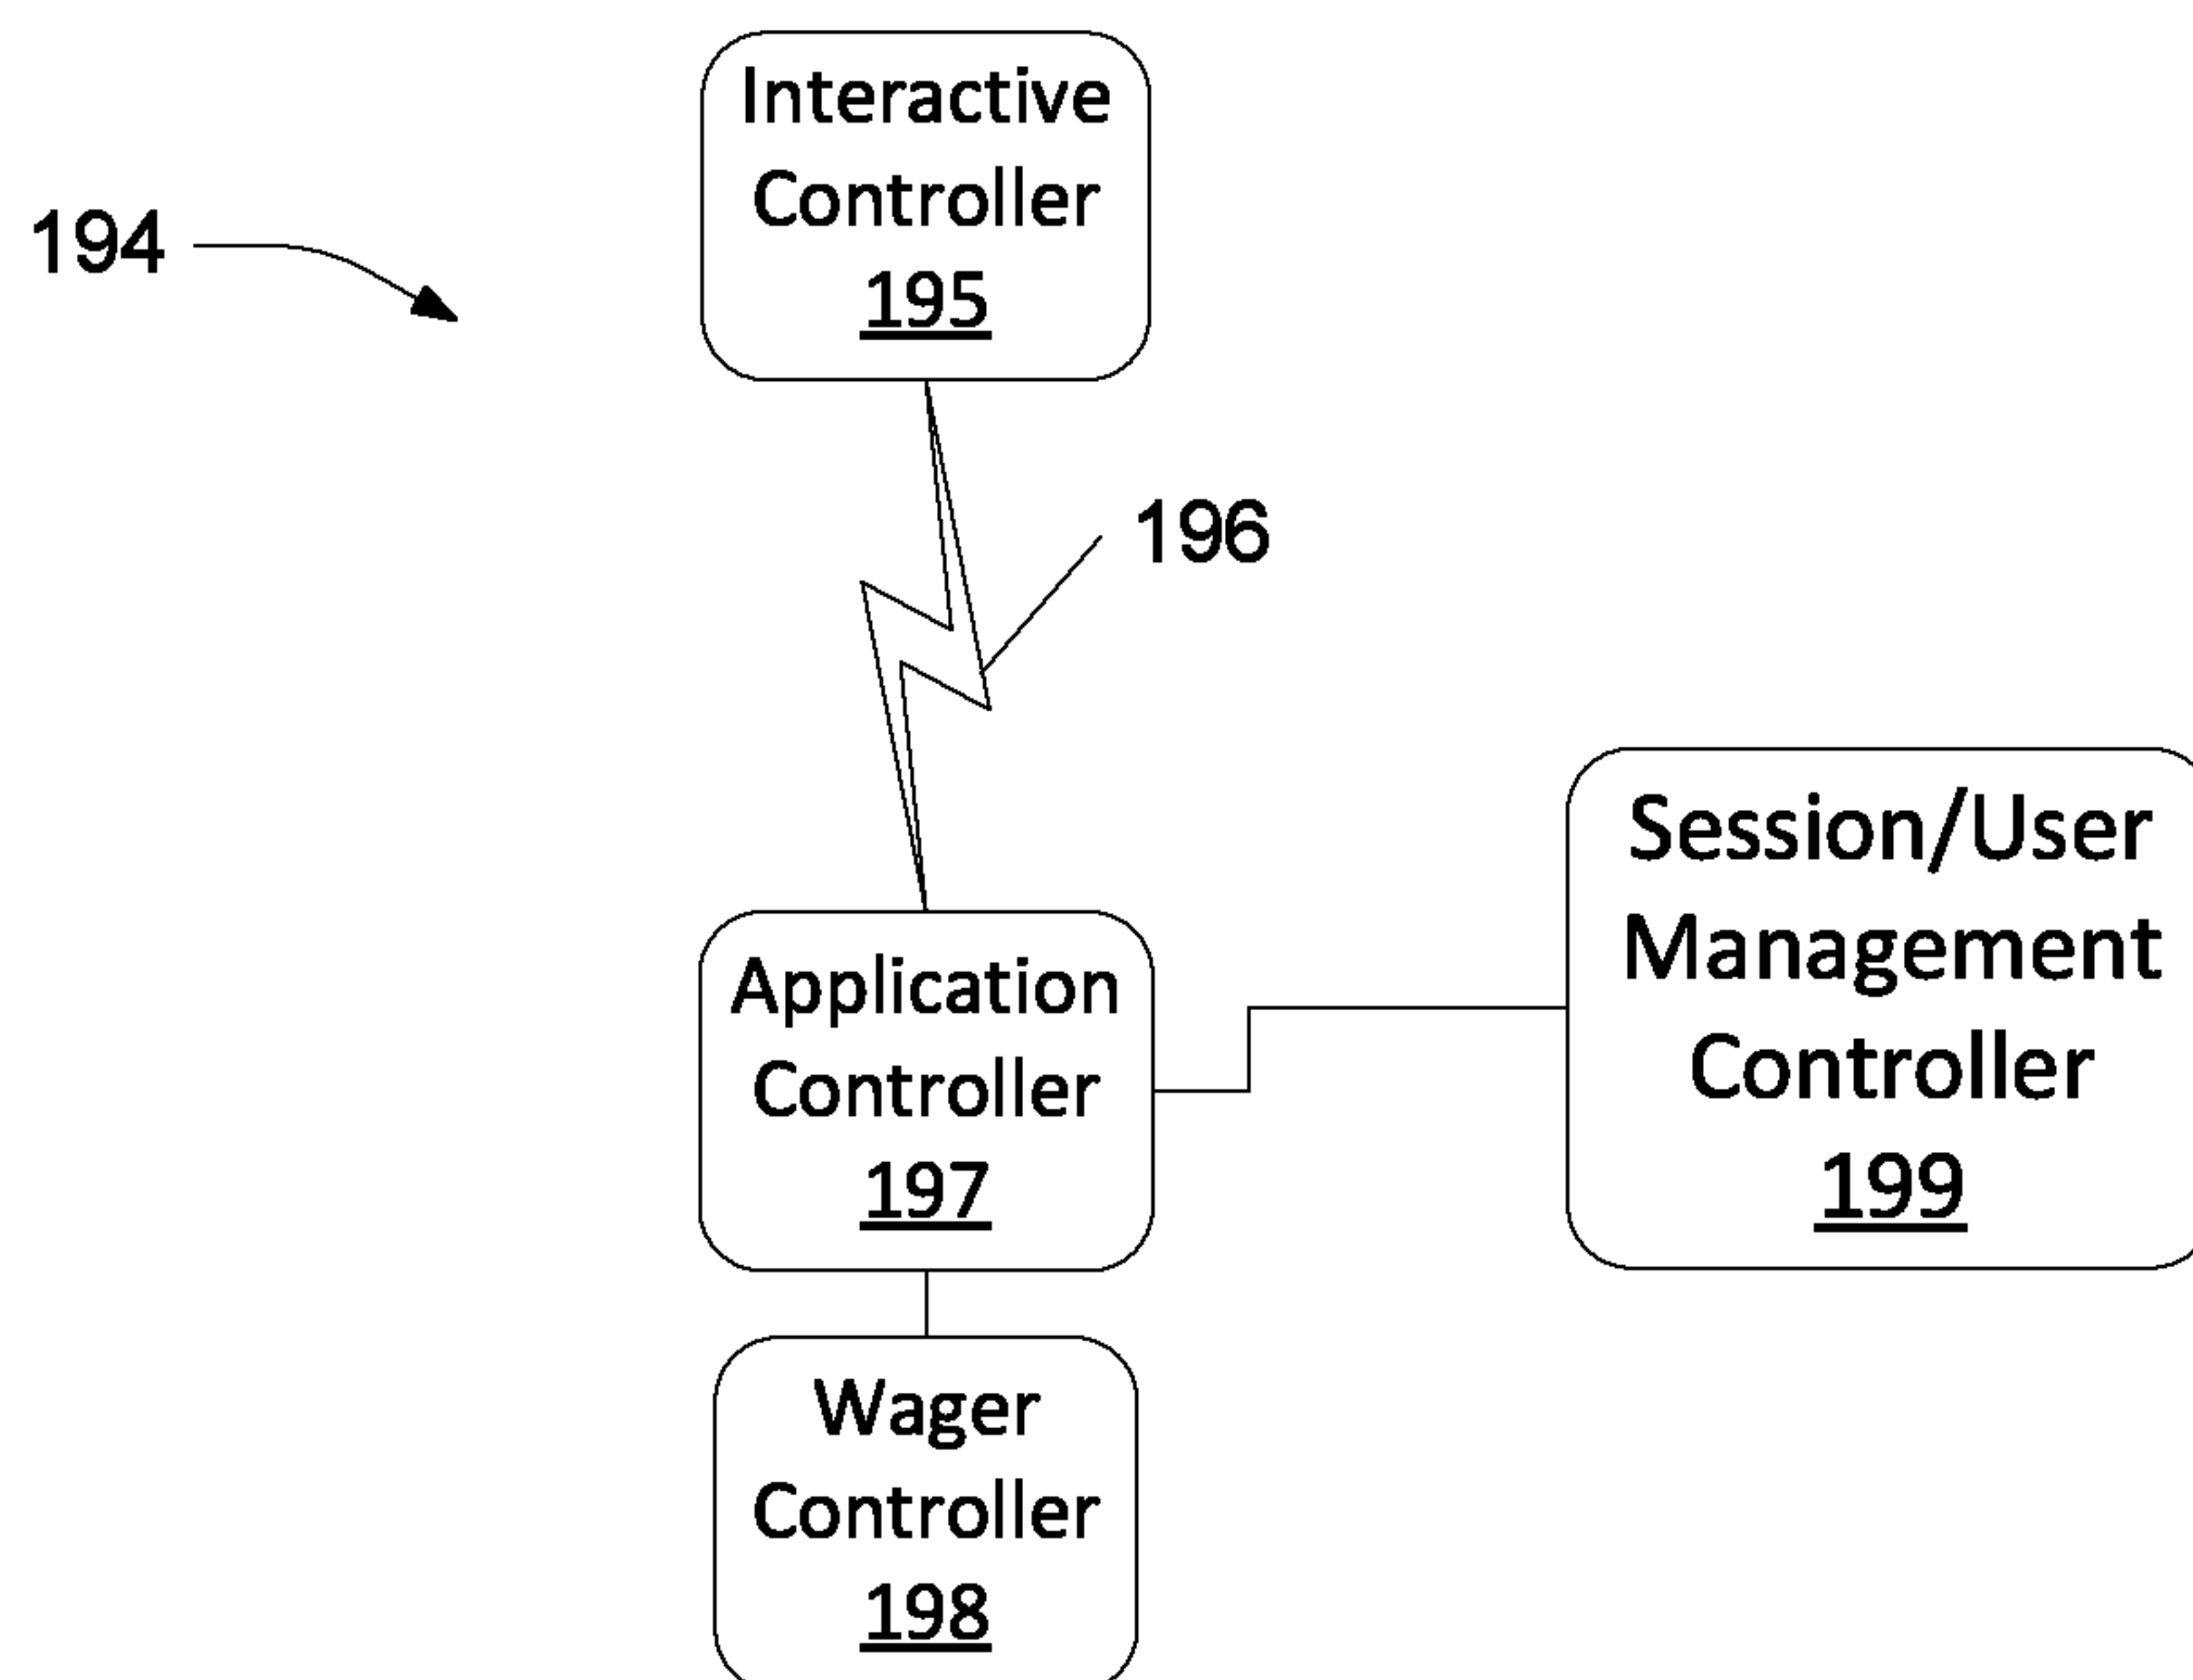 Interactive
Controller
195
194
196
Application
Controller
197
Session/User
Management
Controller
199
Wager
Controller
198